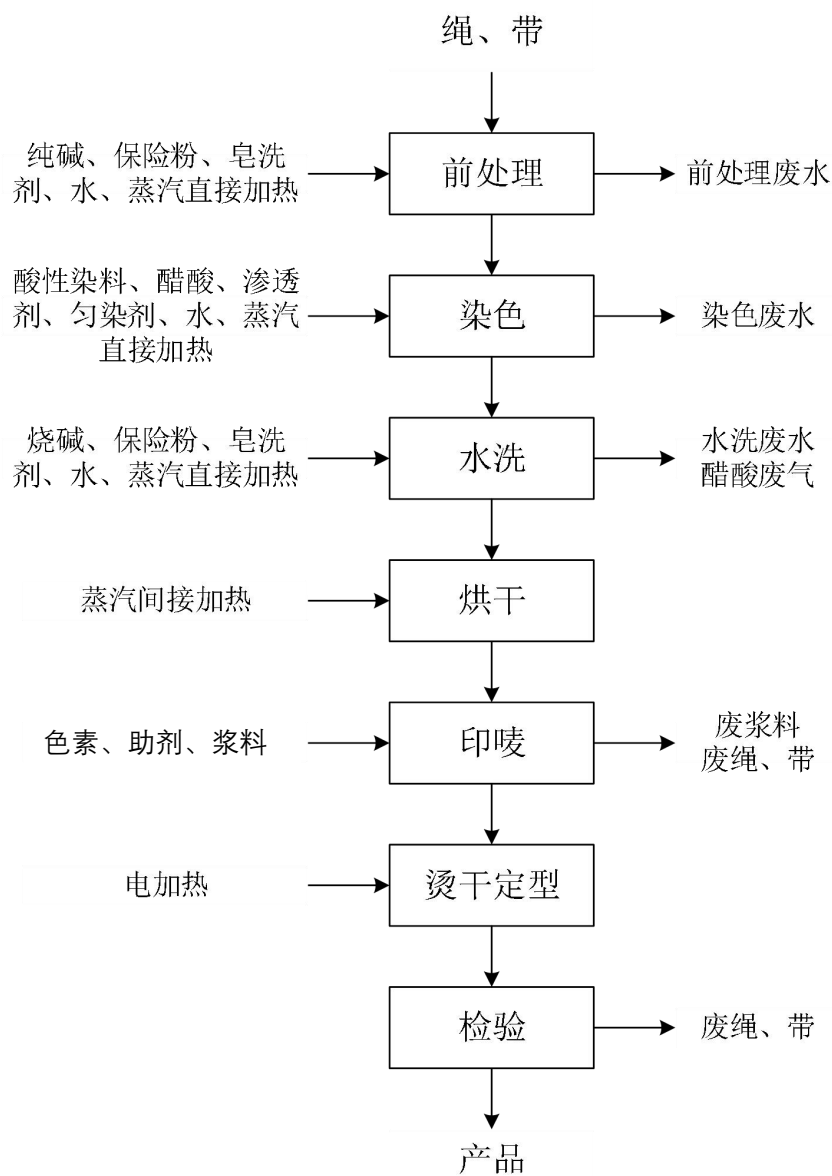 绳、带
纯碱、保险粉、皂洗
剂、水、蒸汽直接加热
前处理
前处理废水
酸性染料、醋酸、渗透
剂、匀染剂、水、蒸汽
直接加热
染色
染色废水
烧碱、保险粉、皂洗
剂、水、蒸汽直接加热
水洗
水洗废水
醋酸废气
蒸汽间接加热
烘干
色素、助剂、浆料
印唛
废浆料
废绳、带
电加热
烫干定型
检验
废绳、带
产品